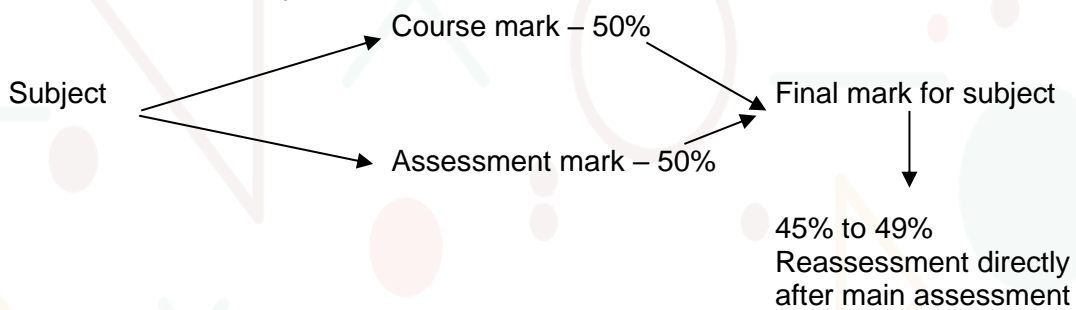 Course mark – 50%
Subject
Final mark for subject
Assessment mark – 50%
45% to 49%
Reassessment directly
after main assessment